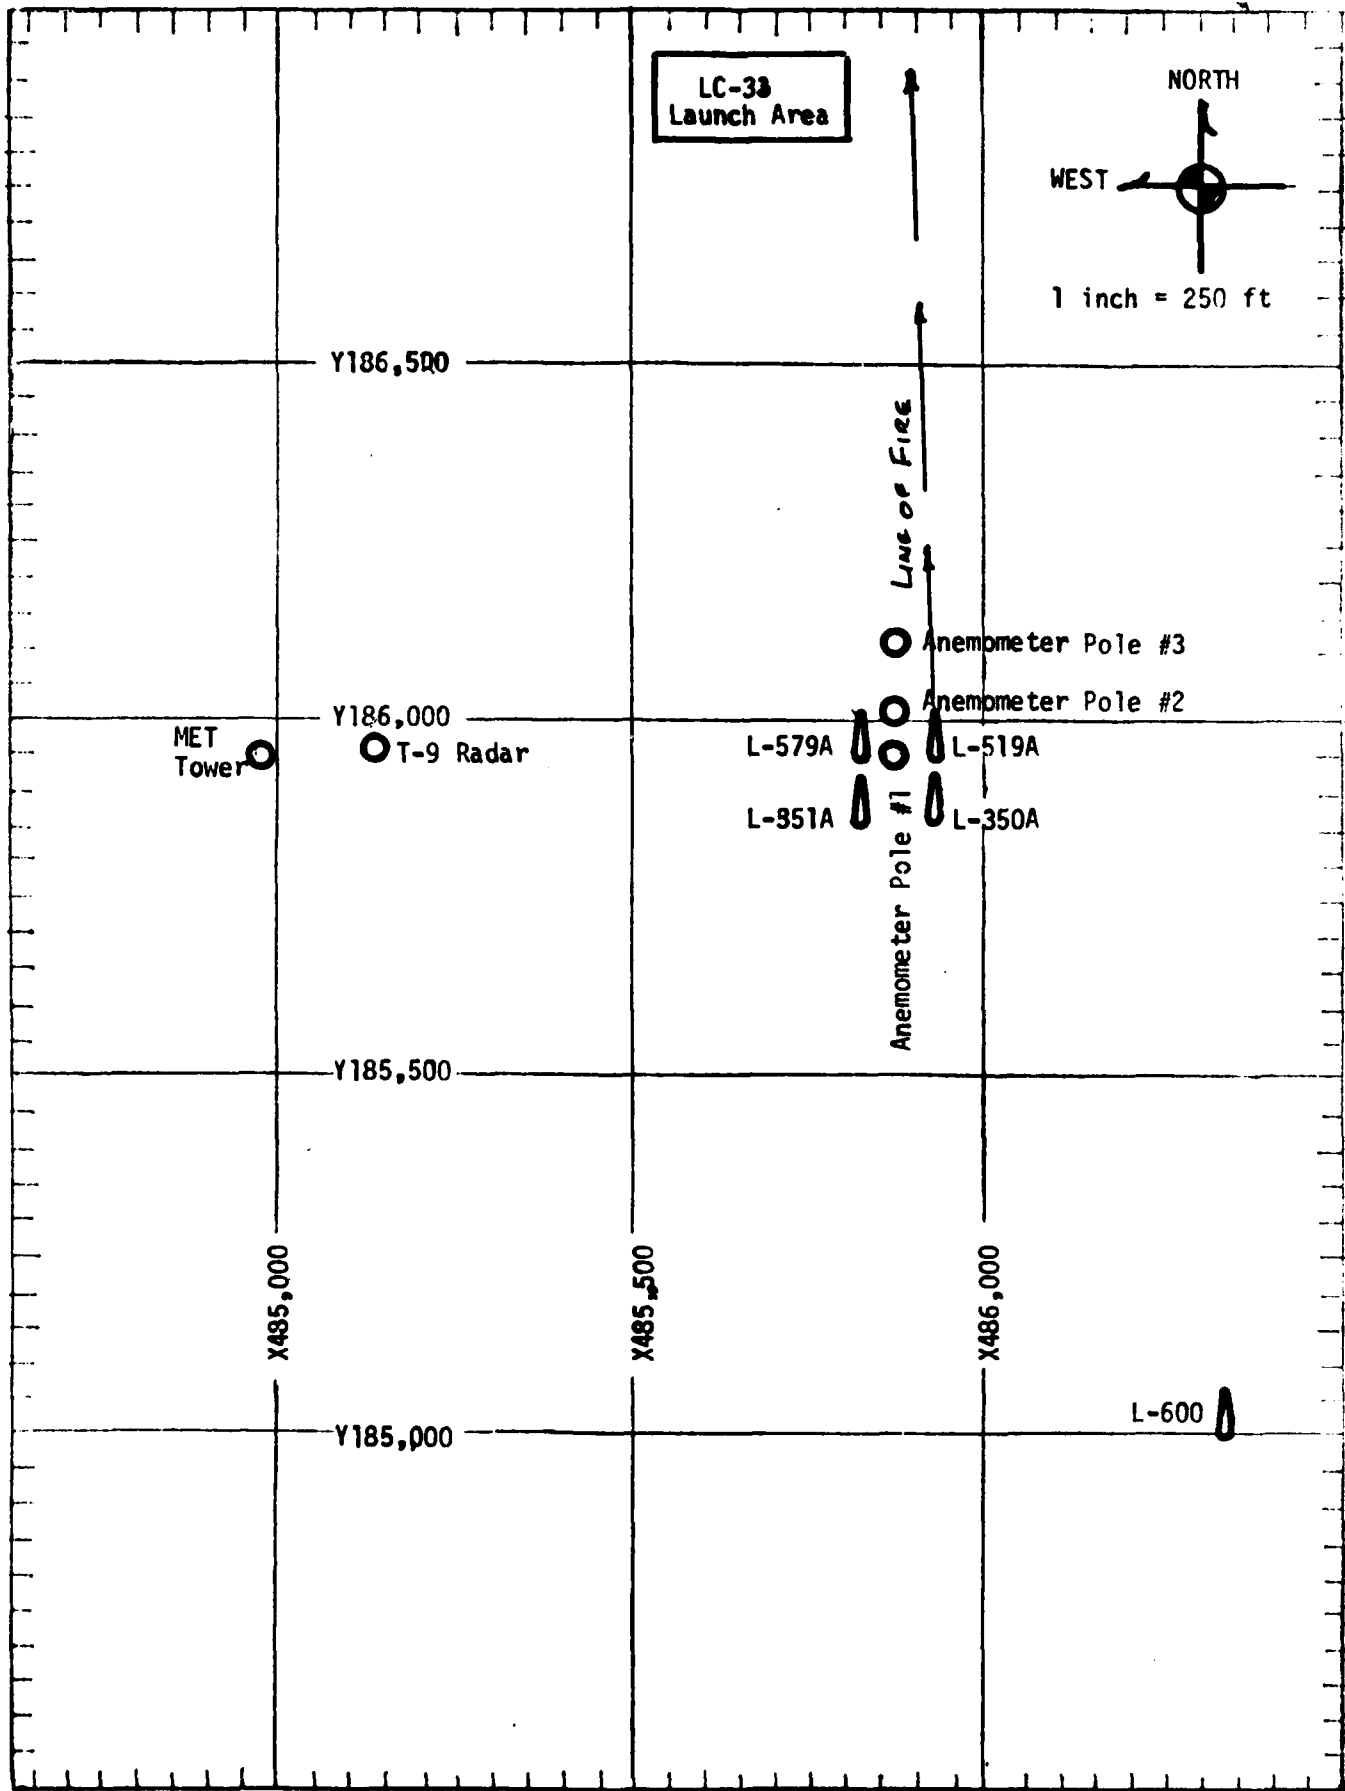 LC-33
Launch Area
NORTH
WEST
1 inch = 250 ft
Y186,500
LINE OF FIRE
Anemometer Pole #3
Anemometer Pole #2
Y186,000
MET
Tower
T-9 Radar
L-579A
L-519A
L-351A
L-350A
Anemometer Pole #1
Y185,500
X485,000
X485,500
X486,000
L-600
Y185,000